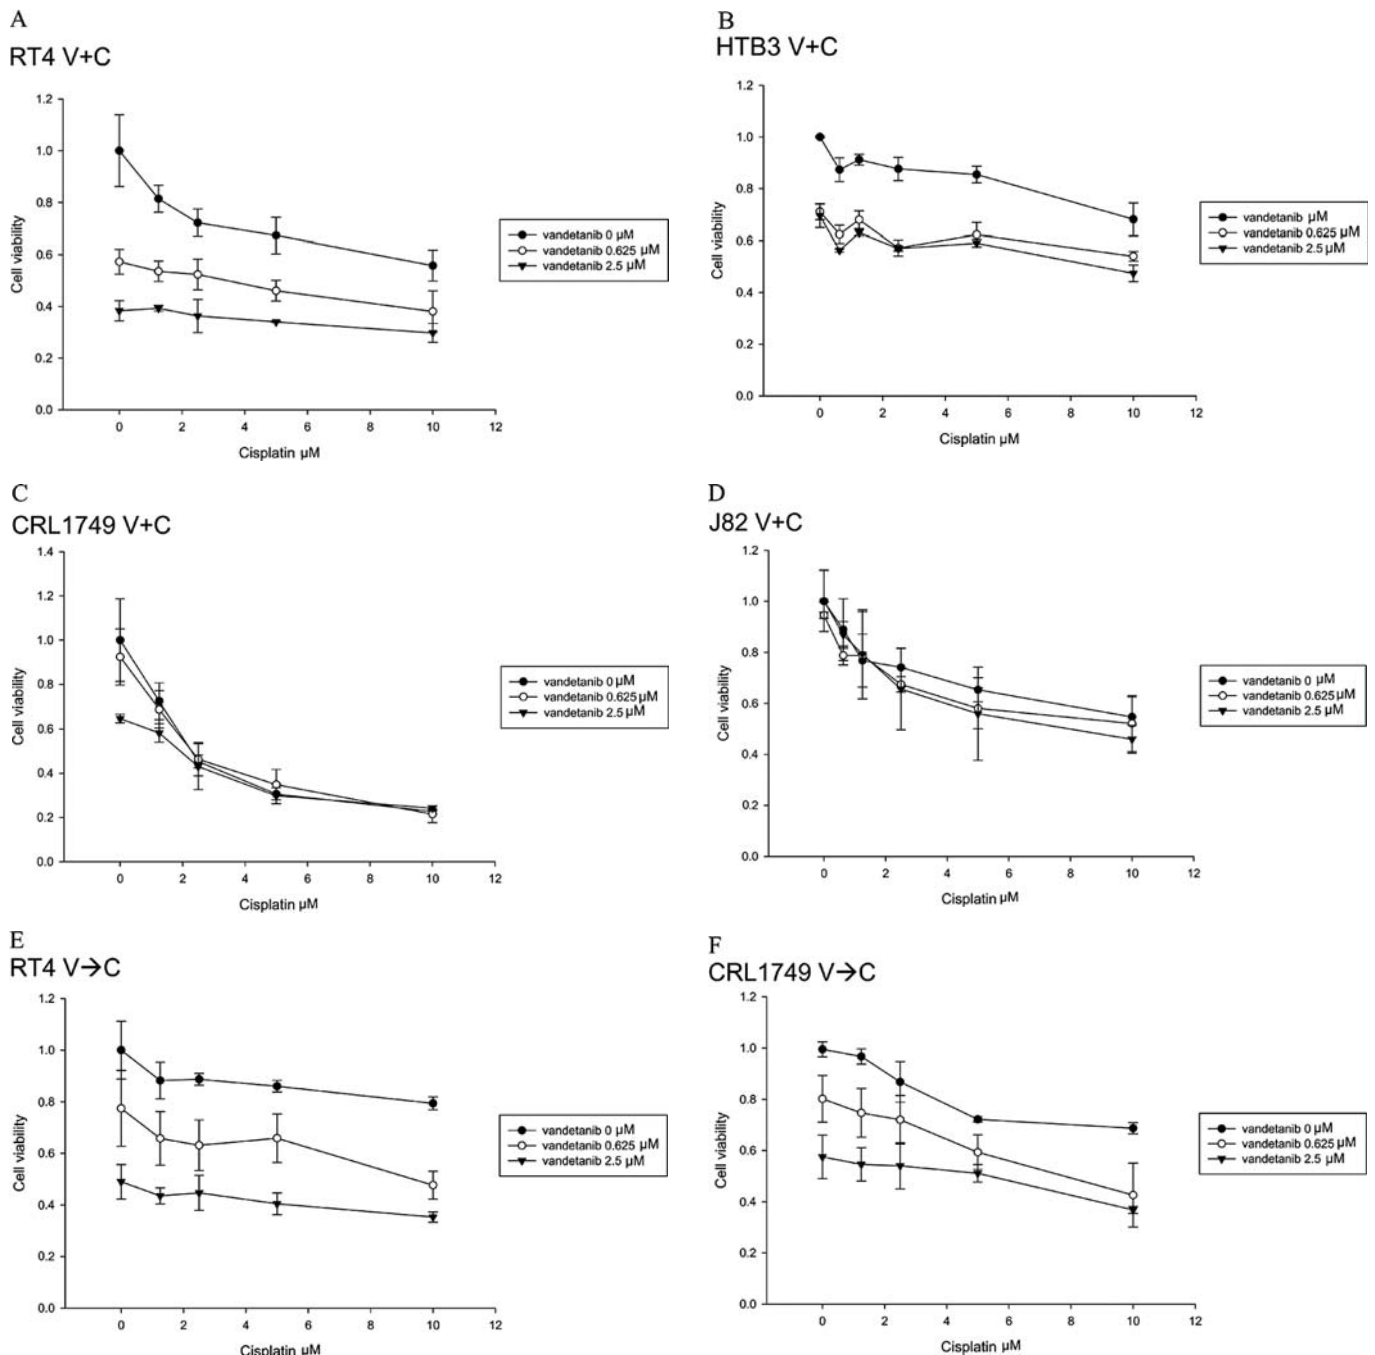 A
RT4 V+C
1.2
1.0
0.8
0.6
0.4
0.2
0.0
Cell viability
0 2 4 6 8 10 12
Cisplatin µM
vandetanib 0 µM
vandetanib 0.625 µM
vandetanib 2.5 µM
B
HTB3 V+C
1.2
1.0
0.8
0.6
0.4
0.2
0.0
Cell viability
0 2 4 6 8 10 12
Cisplatin µM
vandetanib µM
vandetanib 0.625 µM
vandetanib 2.5 µM
C
CRL1749 V+C
1.4
1.2
1.0
0.8
0.6
0.4
0.2
0.0
Cell viability
0 2 4 6 8 10 12
Cisplatin µM
vandetanib 0 µM
vandetanib 0.625 µM
vandetanib 2.5 µM
D
J82 V+C
1.2
1.0
0.8
0.6
0.4
0.2
0.0
Cell viability
0 2 4 6 8 10 12
Cisplatin µM
vandetanib 0 µM
vandetanib 0.625 µM
vandetanib 2.5 µM
E
RT4 V→C
1.2
1.0
0.8
0.6
0.4
0.2
0.0
Cell viability
0 2 4 6 8 10 12
Cisplatin µM
vandetanib 0 µM
vandetanib 0.625 µM
vandetanib 2.5 µM
F
CRL1749 V→C
1.2
1.0
0.8
0.6
0.4
0.2
0.0
Cell viability
0 2 4 6 8 10 12
Cisplatin µM
vandetanib 0 µM
vandetanib 0.625 µM
vandetanib 2.5 µM